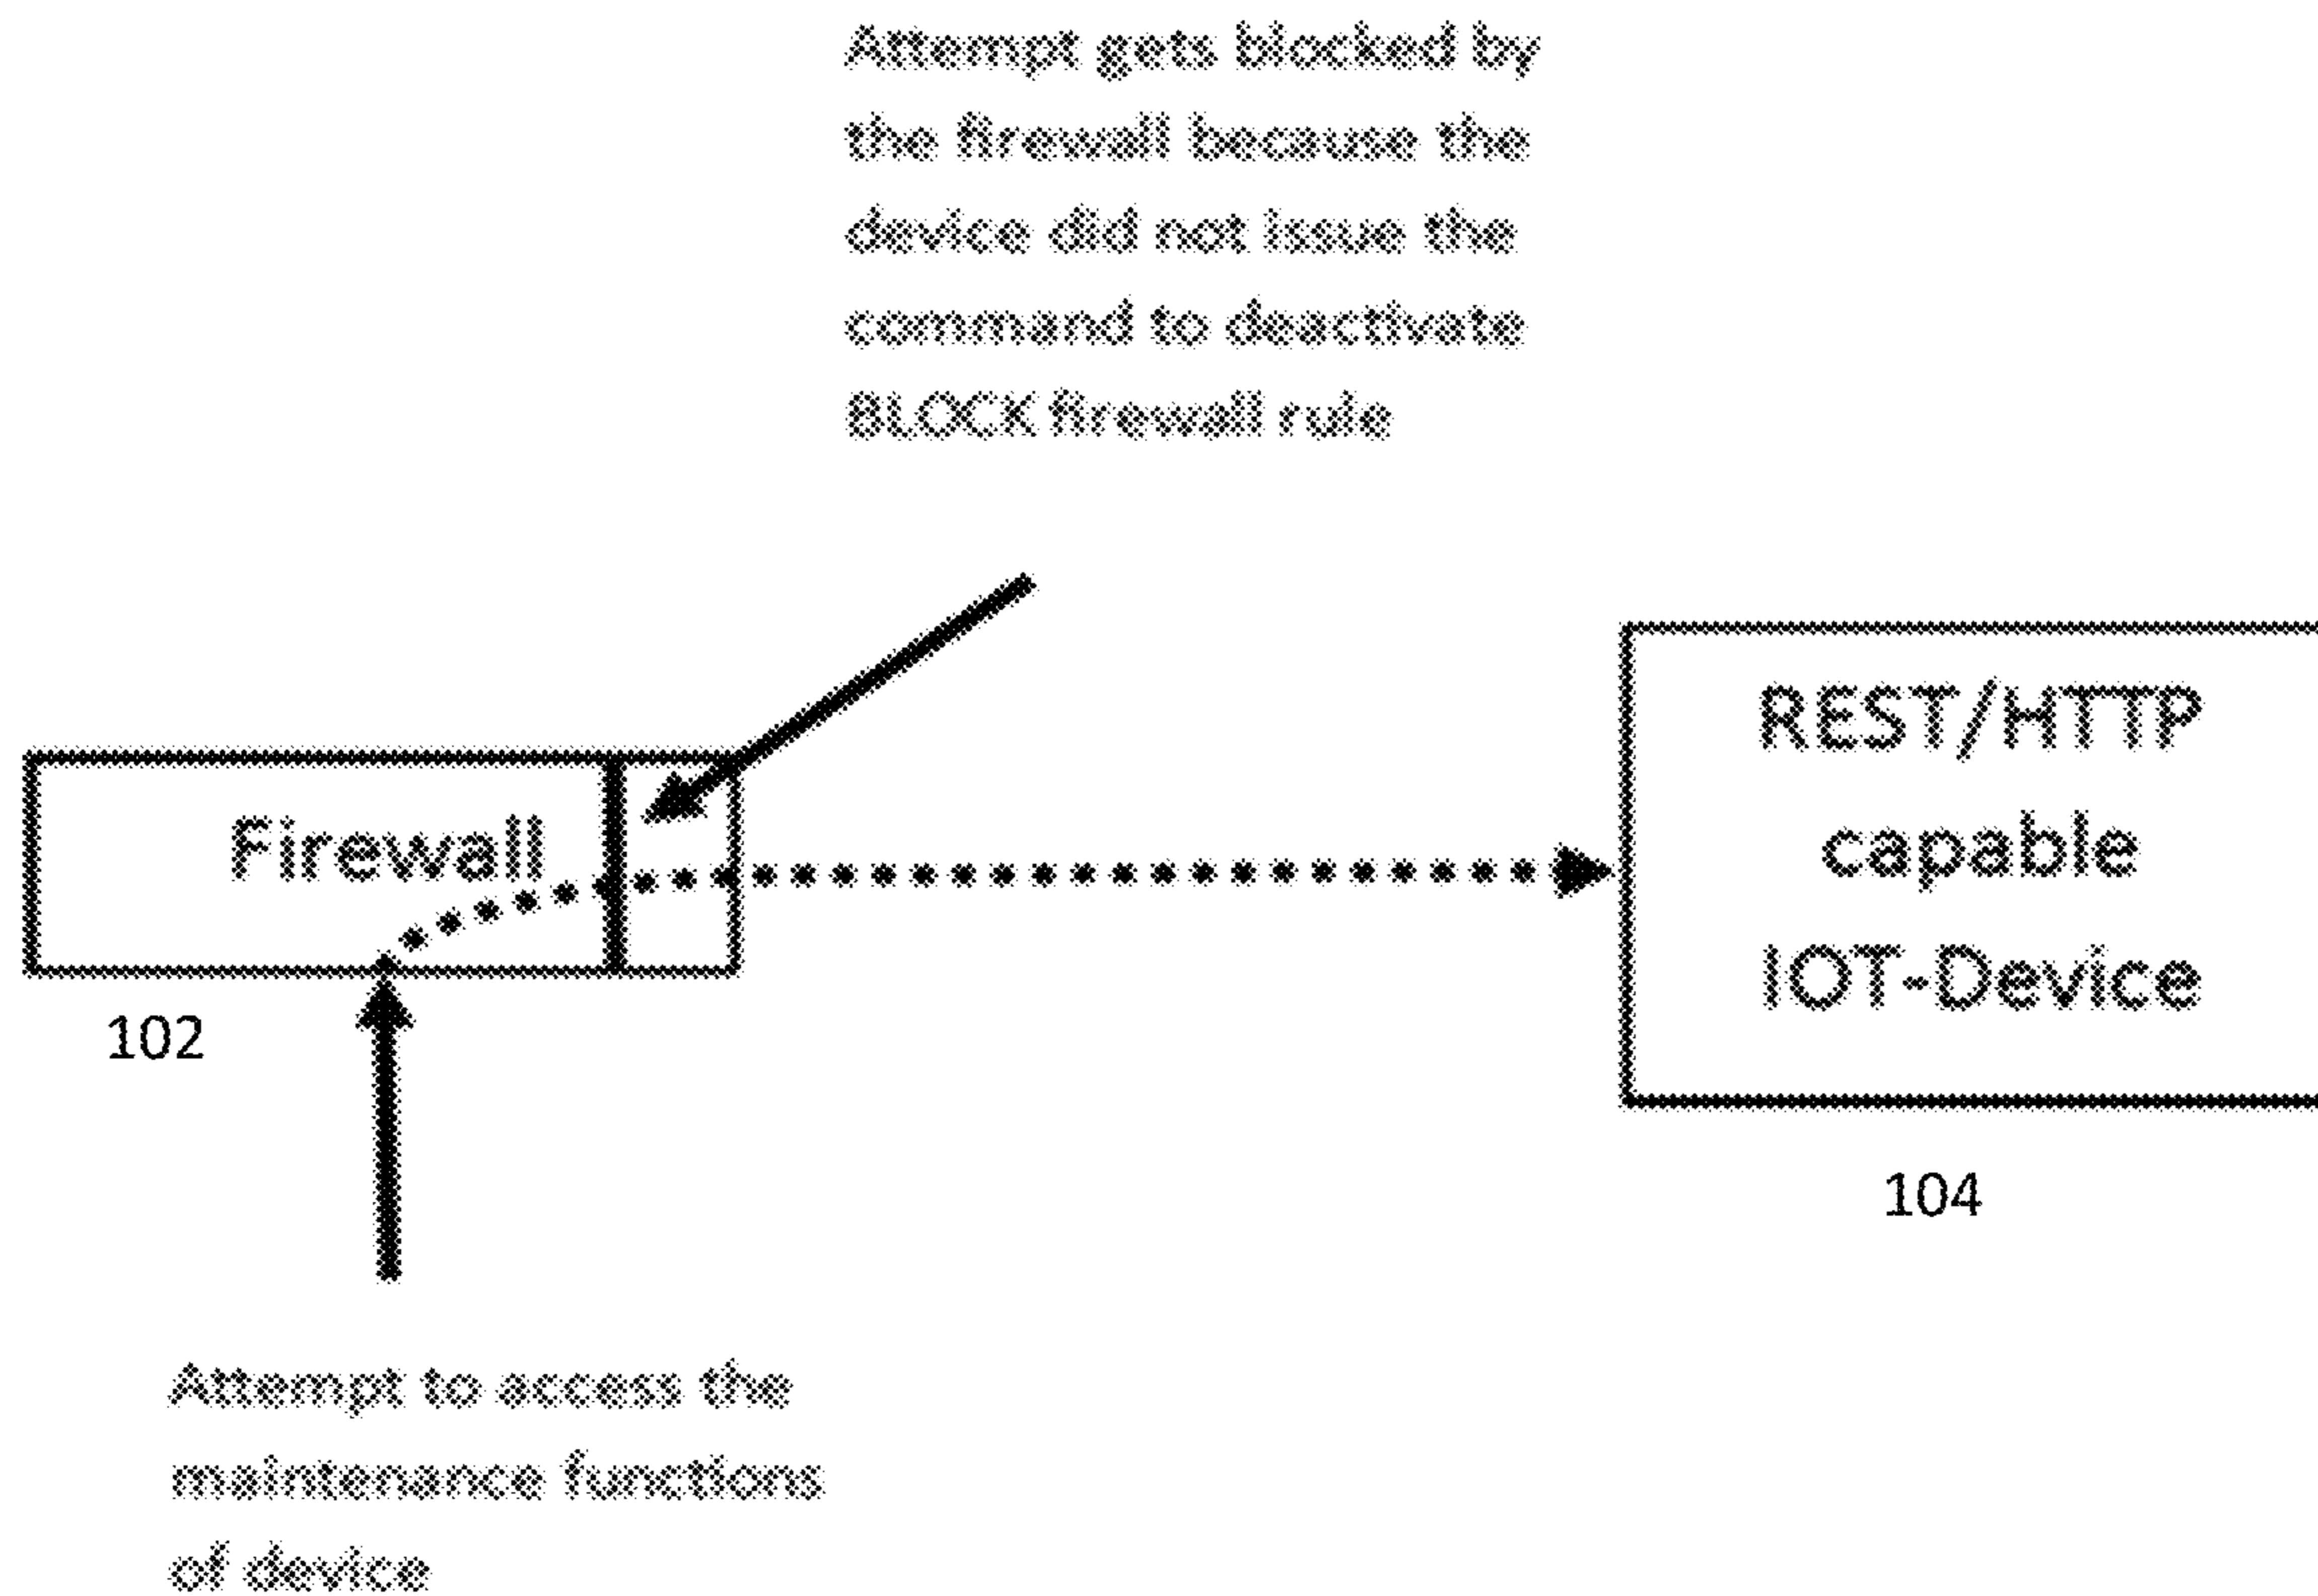 Attempt gets blocked by
the firewall because the
device did not issue the
command to deactivate
BLOCK firewall rule
Firewall
102
REST/HTTP
capable
IOT-Device
104
Attempt to access the
maintenance functions
of device